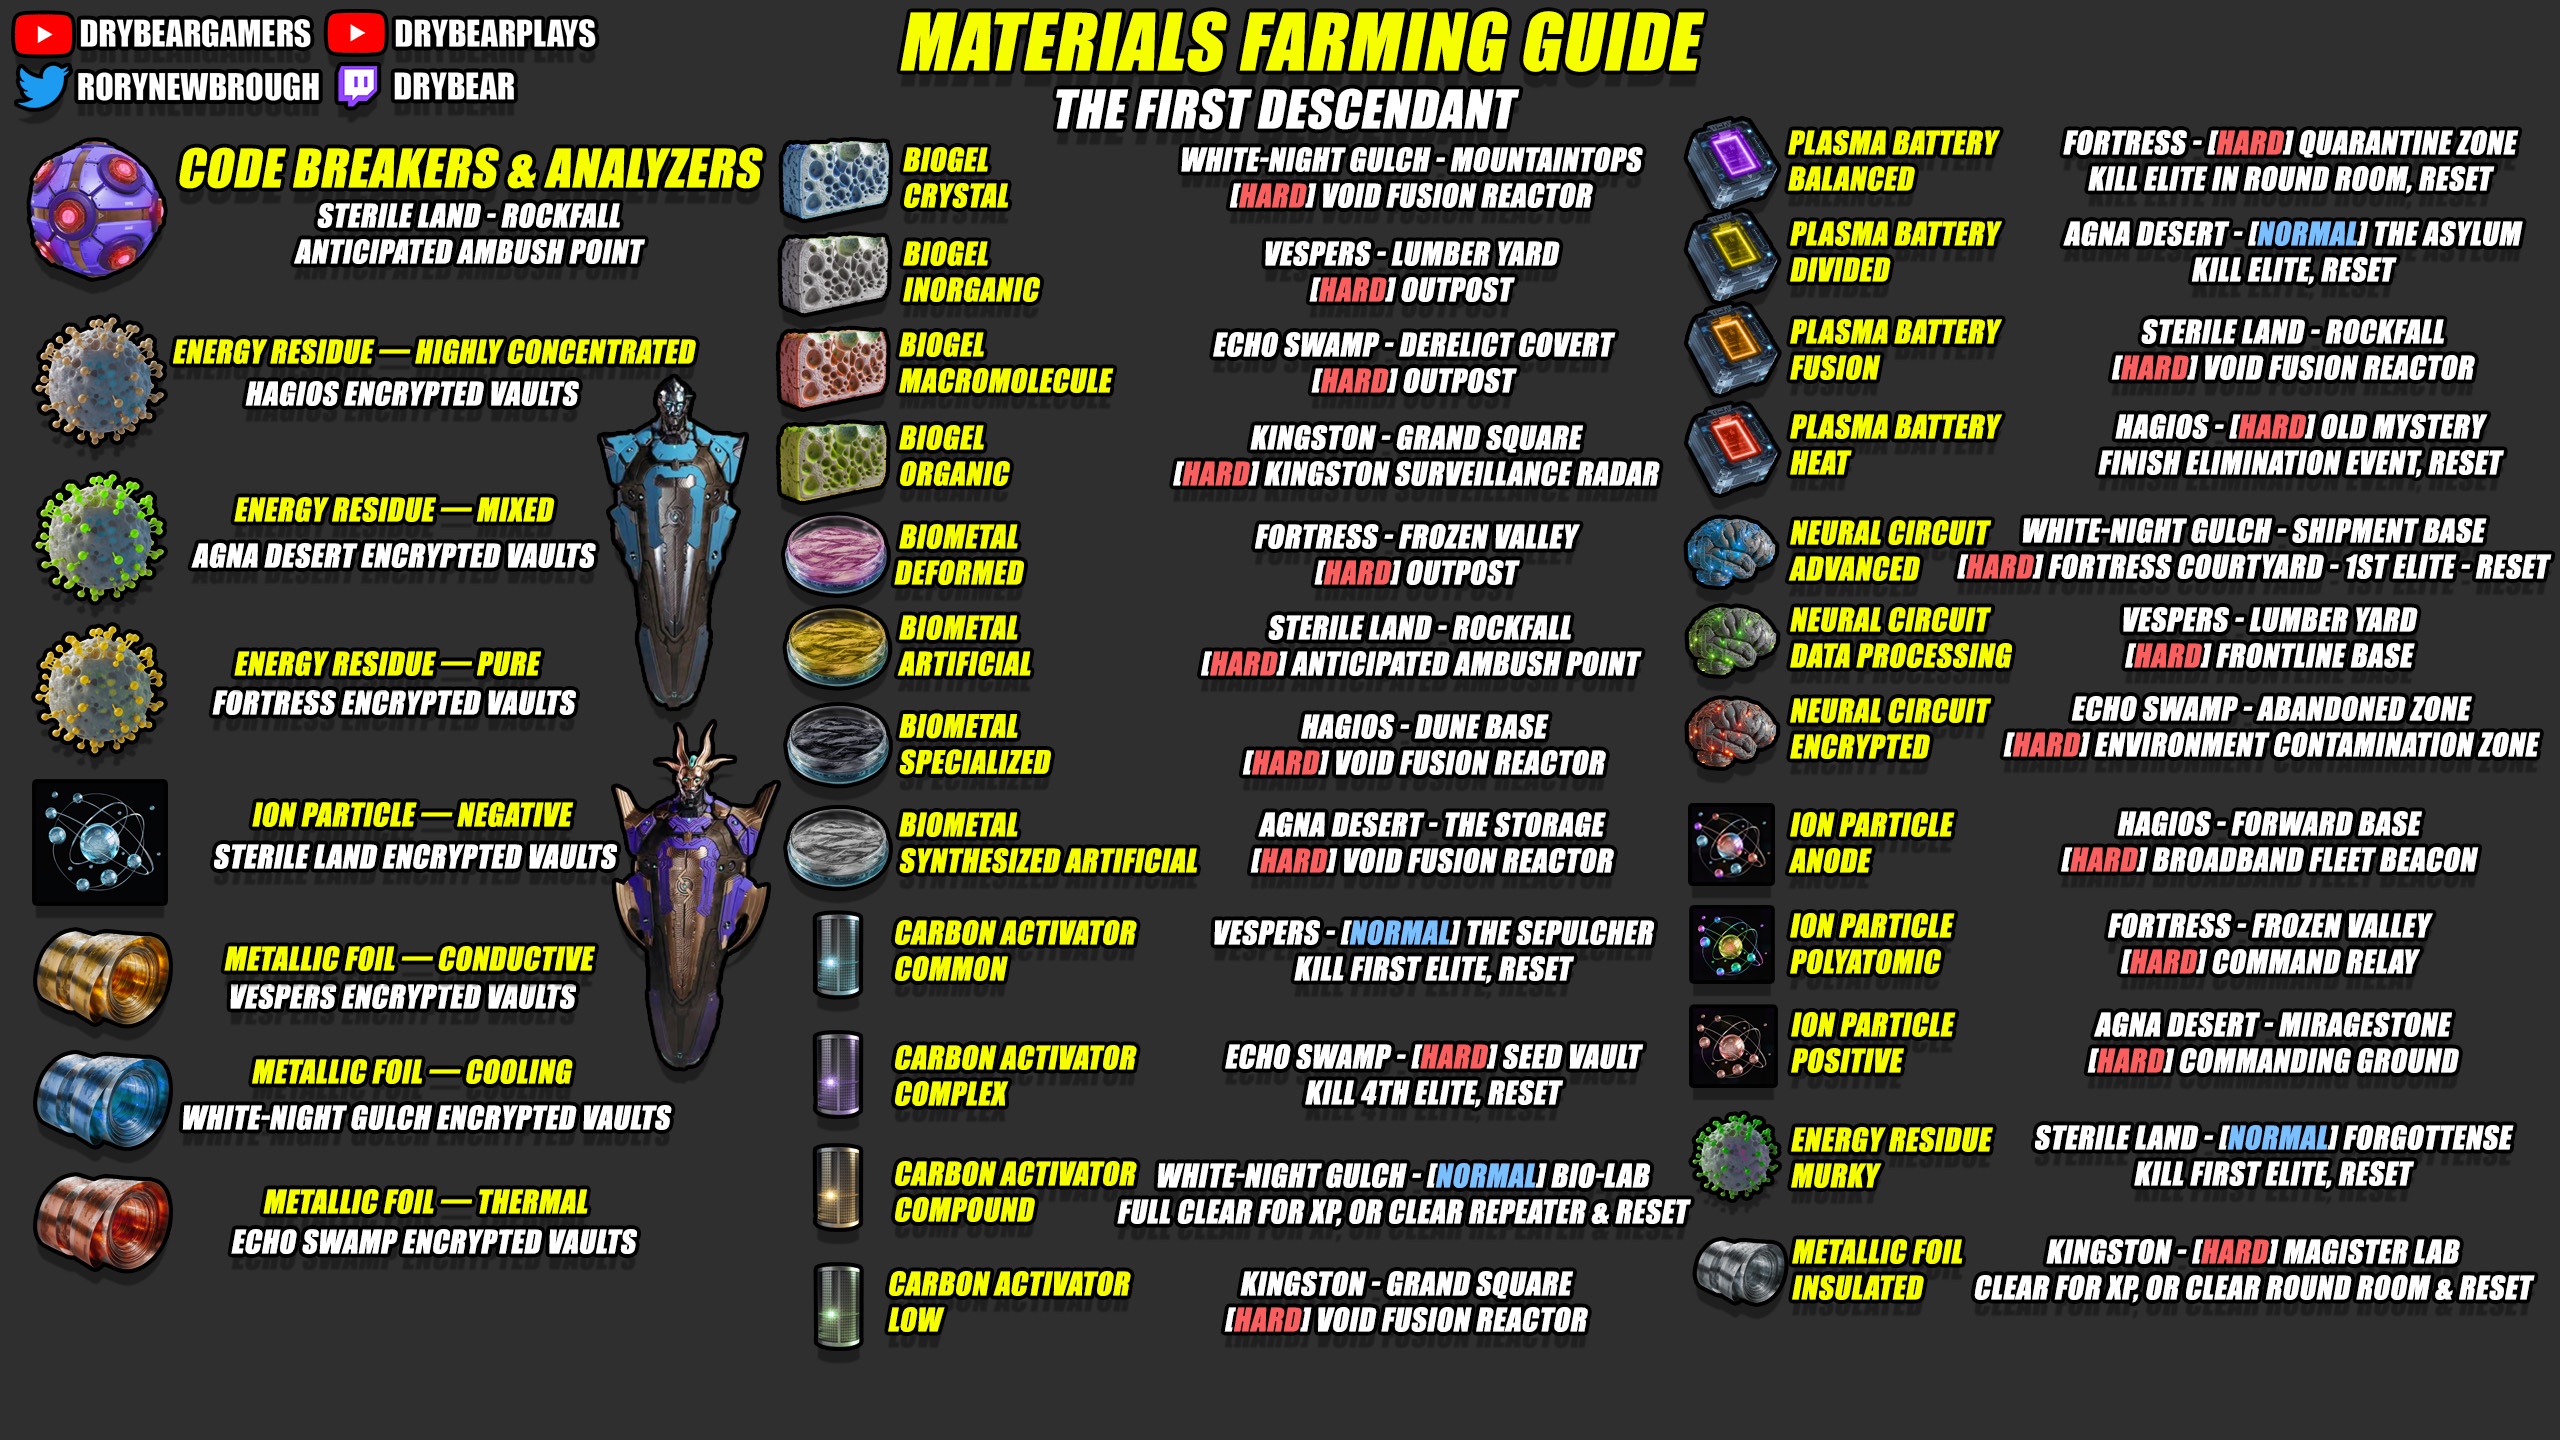 DRYBEARGAMERS
DRYBEARPLAYS
RORYNEWBROUGH
DRYBEAR
MATERIALS FARMING GUIDE
THE FIRST DESCENDANT
CODE BREAKERS & ANALYZERS
STERILE LAND - ROCKFALL
ANTICIPATED AMBUSH POINT
ENERGY RESIDUE — HIGHLY CONCENTRATED
HAGIOS ENCRYPTED VAULTS
ENERGY RESIDUE — MIXED
AGNA DESERT ENCRYPTED VAULTS
ENERGY RESIDUE — PURE
FORTRESS ENCRYPTED VAULTS
ION PARTICLE — NEGATIVE
STERILE LAND ENCRYPTED VAULTS
METALLIC FOIL — CONDUCTIVE
VESPERS ENCRYPTED VAULTS
METALLIC FOIL — COOLING
WHITE-NIGHT GULCH ENCRYPTED VAULTS
METALLIC FOIL — THERMAL
ECHO SWAMP ENCRYPTED VAULTS
BIOGEL
CRYSTAL
WHITE-NIGHT GULCH - MOUNTAINTOPS
[HARD] VOID FUSION REACTOR
BIOGEL
INORGANIC
VESPERS - LUMBER YARD
[HARD] OUTPOST
BIOGEL
MACROMOLECULE
ECHO SWAMP - DERELICT COVERT
[HARD] OUTPOST
BIOGEL
ORGANIC
KINGSTON - GRAND SQUARE
[HARD] KINGSTON SURVEILLANCE RADAR
BIOMETAL
DEFORMED
FORTRESS - FROZEN VALLEY
[HARD] OUTPOST
BIOMETAL
ARTIFICIAL
STERILE LAND - ROCKFALL
[HARD] ANTICIPATED AMBUSH POINT
BIOMETAL
SPECIALIZED
HAGIOS - DUNE BASE
[HARD] VOID FUSION REACTOR
BIOMETAL
SYNTHESIZED ARTIFICIAL
AGNA DESERT - THE STORAGE
[HARD] VOID FUSION REACTOR
CARBON ACTIVATOR
COMMON
VESPERS - [NORMAL] THE SEPULCHER
KILL FIRST ELITE, RESET
CARBON ACTIVATOR
COMPLEX
ECHO SWAMP - [HARD] SEED VAULT
KILL 4TH ELITE, RESET
CARBON ACTIVATOR
COMPOUND
WHITE-NIGHT GULCH - [NORMAL] BIO-LAB
FULL CLEAR FOR XP, OR CLEAR REPEATER & RESET
CARBON ACTIVATOR
LOW
KINGSTON - GRAND SQUARE
[HARD] VOID FUSION REACTOR
PLASMA BATTERY
BALANCED
FORTRESS - [HARD] QUARANTINE ZONE
KILL ELITE IN ROUND ROOM, RESET
PLASMA BATTERY
DIVIDED
AGNA DESERT - [NORMAL] THE ASYLUM
KILL ELITE, RESET
PLASMA BATTERY
FUSION
STERILE LAND - ROCKFALL
[HARD] VOID FUSION REACTOR
PLASMA BATTERY
HEAT
HAGIOS - [HARD] OLD MYSTERY
FINISH ELIMINATION EVENT, RESET
NEURAL CIRCUIT
ADVANCED
WHITE-NIGHT GULCH - SHIPMENT BASE
[HARD] FORTRESS COURTYARD - 1ST ELITE - RESET
NEURAL CIRCUIT
DATA PROCESSING
VESPERS - LUMBER YARD
[HARD] FRONTLINE BASE
NEURAL CIRCUIT
ENCRYPTED
ECHO SWAMP - ABANDONED ZONE
[HARD] ENVIRONMENT CONTAMINATION ZONE
ION PARTICLE
ANODE
HAGIOS - FORWARD BASE
[HARD] BROADBAND FLEET BEACON
ION PARTICLE
POLYATOMIC
FORTRESS - FROZEN VALLEY
[HARD] COMMAND RELAY
ION PARTICLE
POSITIVE
AGNA DESERT - MIRAGESTONE
[HARD] COMMANDING GROUND
ENERGY RESIDUE
MURKY
STERILE LAND - [NORMAL] FORGOTTENSE
KILL FIRST ELITE, RESET
METALLIC FOIL
INSULATED
KINGSTON - [HARD] MAGISTER LAB
CLEAR FOR XP, OR CLEAR ROUND ROOM & RESET